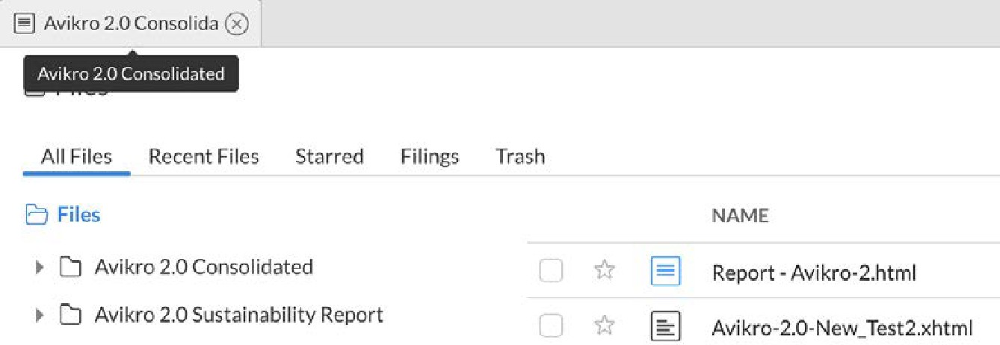 Avikro 2.0 Consolida
Avikro 2.0 Consolidated
Files
All Files Recent Files Starred Filings Trash
Files
NAME
Avikro 2.0 Consolidated
Report - Avikro-2.html
Avikro 2.0 Sustainability Report
Avikro-2.0-New_Test2.xhtml